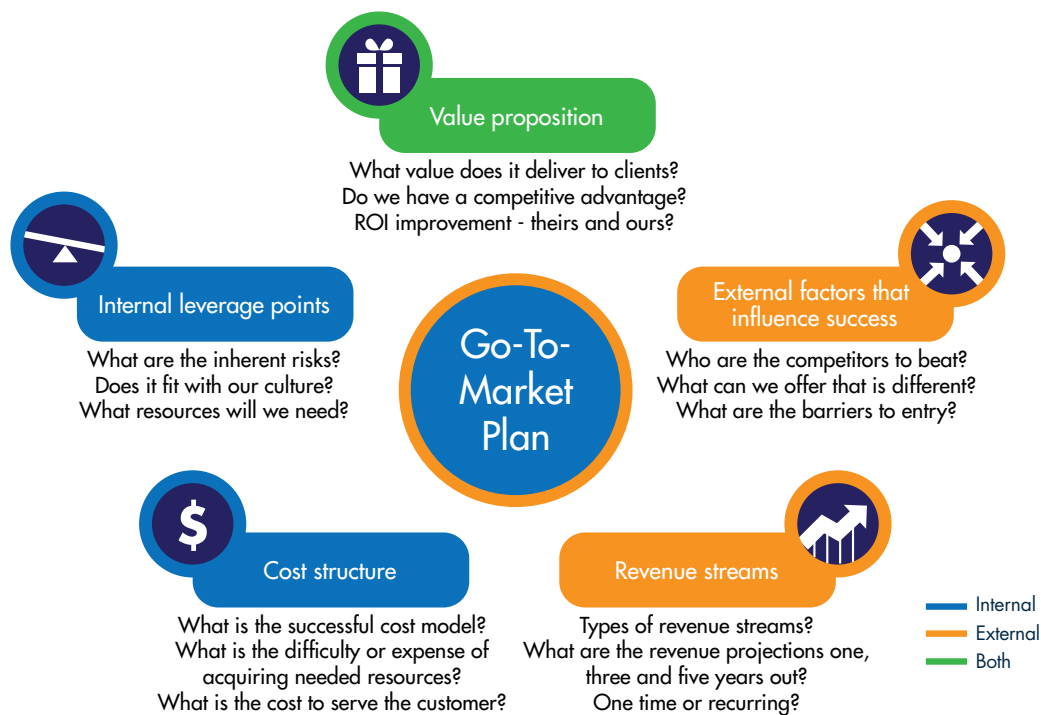 Value proposition
What value does it deliver to clients?
Do we have a competitive advantage?
ROI improvement - theirs and ours?
Internal leverage points
What are the inherent risks?
Does it fit with our culture?
What resources will we need?
External factors that
influence success
Who are the competitors to beat?
What can we offer that is different?
What are the barriers to entry?
Go-To-
Market
Plan
$
Cost structure
What is the successful cost model?
What is the difficulty or expense of
acquiring needed resources?
What is the cost to serve the customer?
Revenue streams
Types of revenue streams?
What are the revenue projections one,
three and five years out?
One time or recurring?
Internal
External
Both